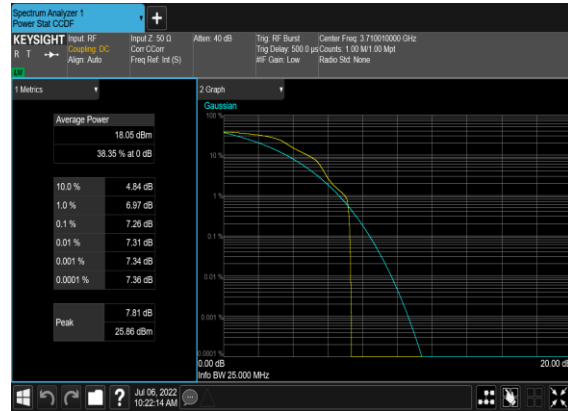 Spectrum Analyzer 1
Power Stat CCDF
+
KEYSIGHT
R T
LXI
Input: RF
Coupling: DC
Align: Auto
Input Z: 50 Ω
Corr CCorr
Freq Ref: Int (S)
Atten: 40 dB
Trig: RF Burst
Trig Delay: 500.0 µs
#IF Gain: Low
Center Freq: 3.710010000 GHz
Counts: 1.00 M/1.00 Mpt
Radio Std: None
1 Metrics
Average Power
18.05 dBm
38.35 % at 0 dB
10.0 % 4.84 dB
1.0 % 6.97 dB
0.1 % 7.26 dB
0.01 % 7.31 dB
0.001 % 7.34 dB
0.0001 % 7.36 dB
Peak
7.81 dB
25.86 dBm
2 Graph
Gaussian
100 %
10 %
1 %
0.1 %
0.01 %
0.001 %
0.0001 %
0.00 dB 20.00 dB
Info BW 25.000 MHz
?
Jul 06, 2022
10:22:14 AM